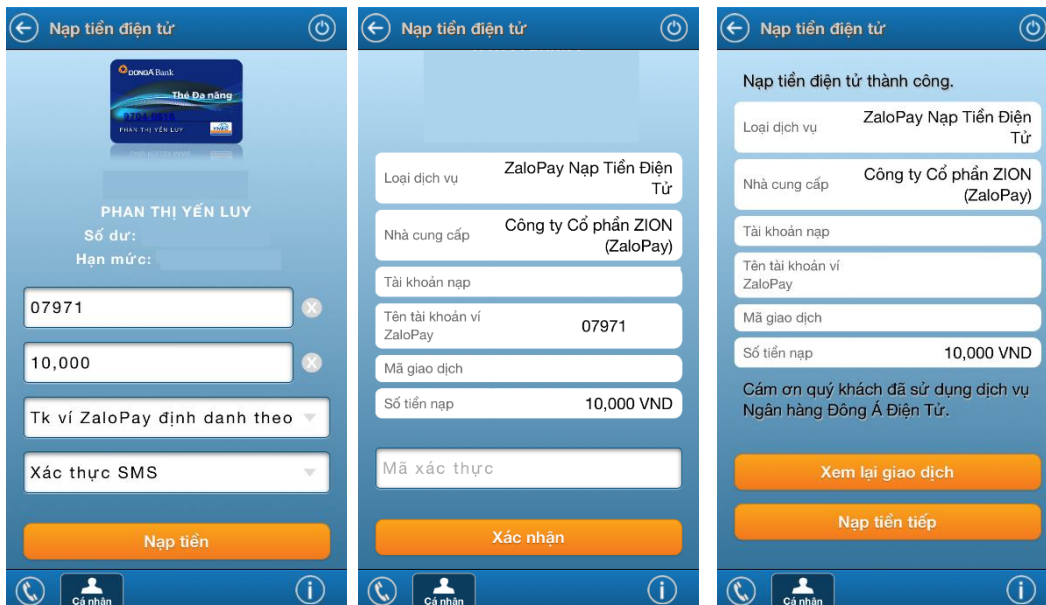 Nạp tiền điện tử
DONGA Bank
Thẻ Đa năng
9704 0616
PHAN THỊ YẾN LUY
PHAN THỊ YẾN LUY
Số dư:
Hạn mức:
07971
10,000
Tk ví ZaloPay định danh theo
Xác thực SMS
Nạp tiền
Cá nhân
Nạp tiền điện tử
Loại dịch vụ
ZaloPay Nạp Tiền Điện
Tử
Nhà cung cấp
Công ty Cổ phần ZION
(ZaloPay)
Tài khoản nạp
Tên tài khoản ví
ZaloPay
07971
Mã giao dịch
Số tiền nạp
10,000 VND
Mã xác thực
Xác nhận
Cá nhân
Nạp tiền điện tử
Nạp tiền điện tử thành công.
Loại dịch vụ
ZaloPay Nạp Tiền Điện
Tử
Nhà cung cấp
Công ty Cổ phần ZION
(ZaloPay)
Tài khoản nạp
Tên tài khoản ví
ZaloPay
Mã giao dịch
Số tiền nạp
10,000 VND
Cám ơn quý khách đã sử dụng dịch vụ
Ngân hàng Đông Á Điện Tử.
Xem lại giao dịch
Nạp tiền tiếp
Cá nhân